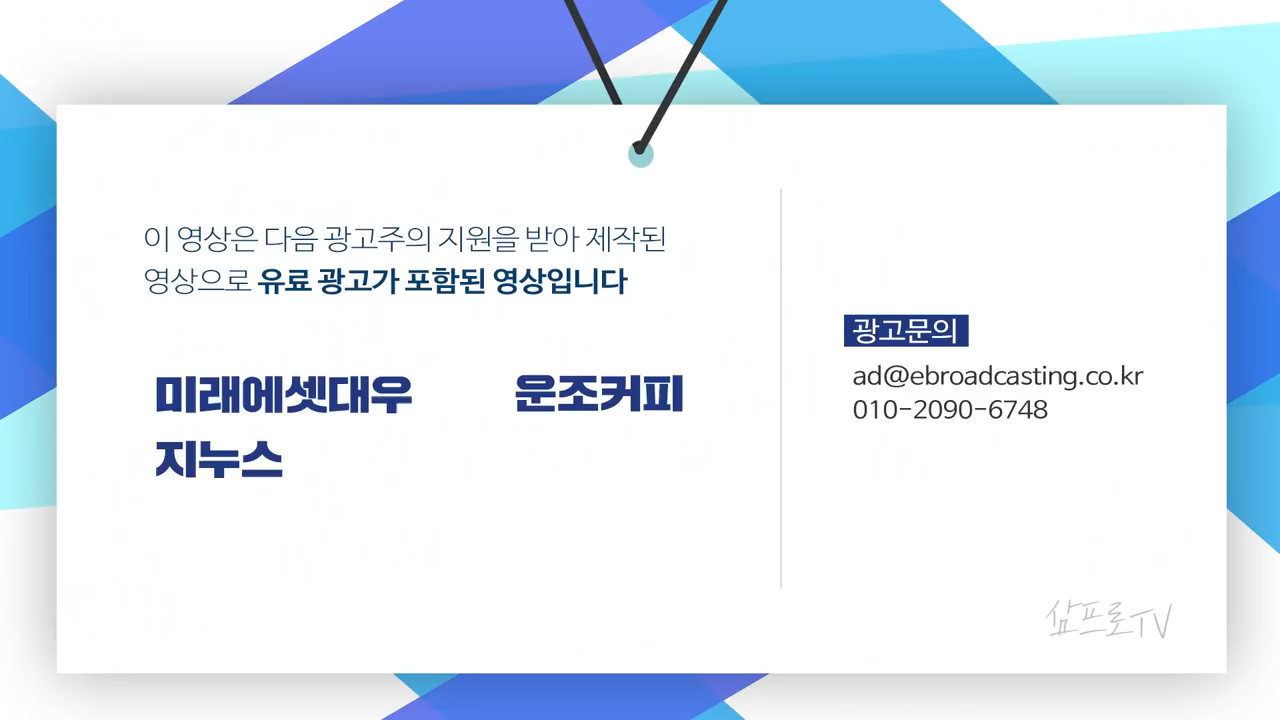 이 영상은 다음 광고주의 지원을 받아 제작된
영상으로 유료 광고가 포함된 영상입니다
미래에셋대우 운조커피
지누스
광고문의
ad@ebroadcasting.co.kr
010-2090-6748
삼프로TV